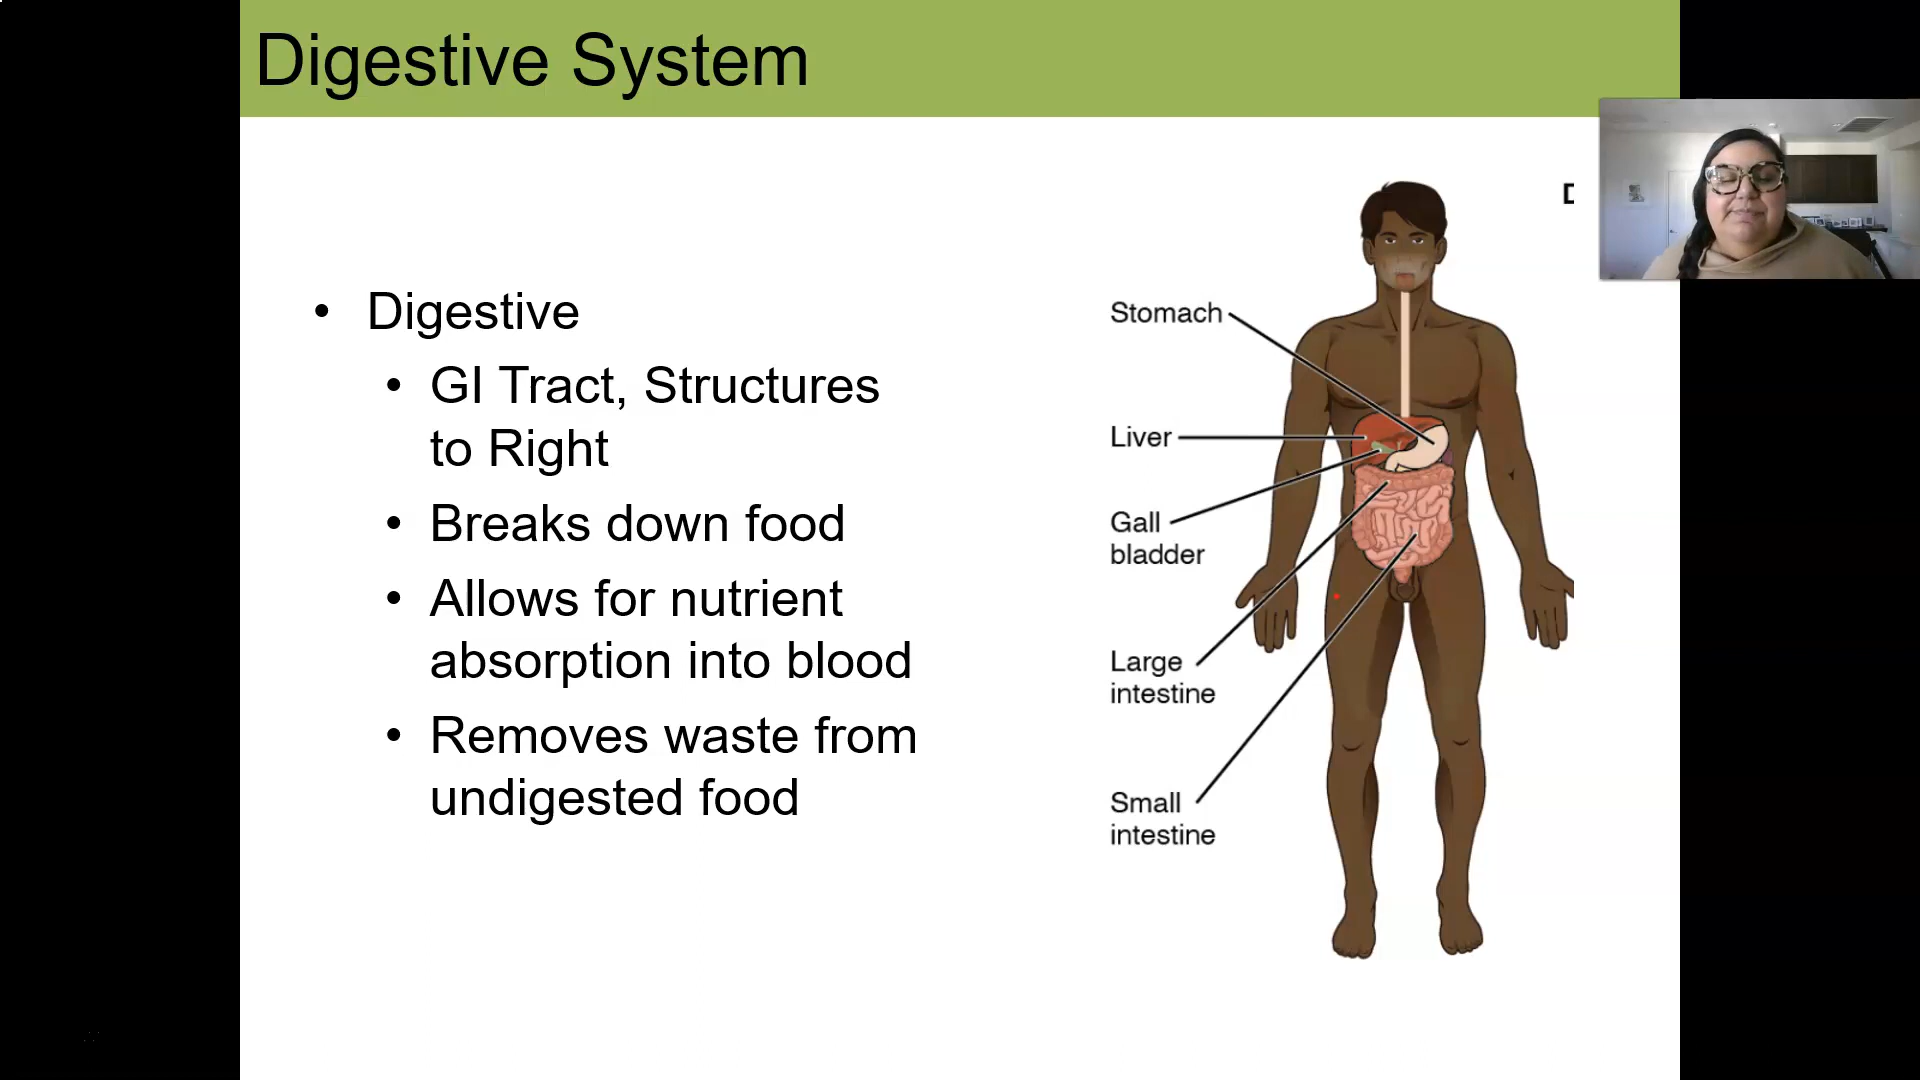 Digestive System
• Digestive
• GI Tract, Structures
to Right
• Breaks down food
• Allows for nutrient
absorption into blood
• Removes waste from
undigested food
Stomach
Liver
Gall
bladder
Large
intestine
Small
intestine